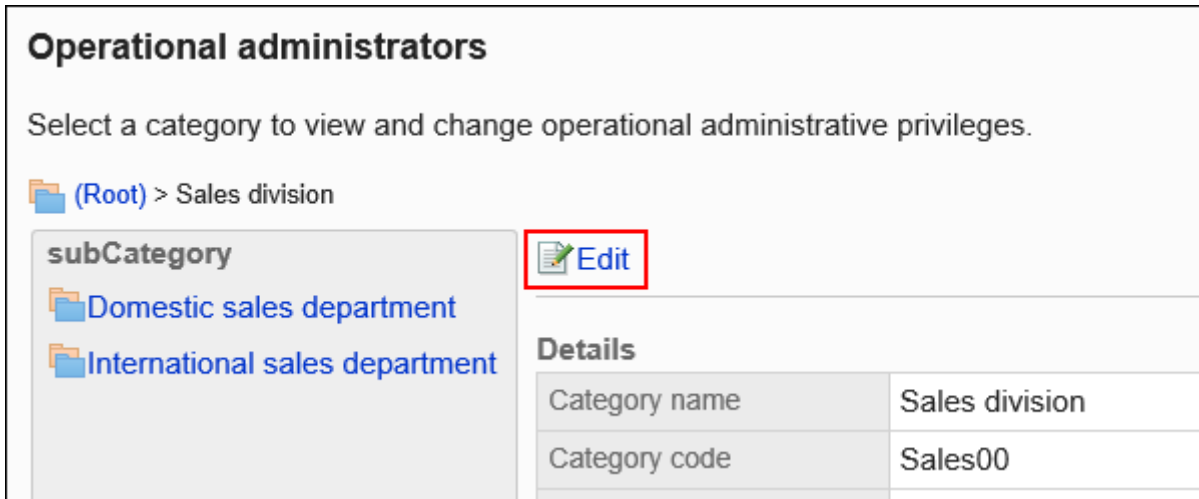 Operational administrators
Select a category to view and change operational administrative privileges.
(Root) > Sales division
subCategory
Domestic sales department
International sales department
Edit
Details
Category name Sales division
Category code Sales00